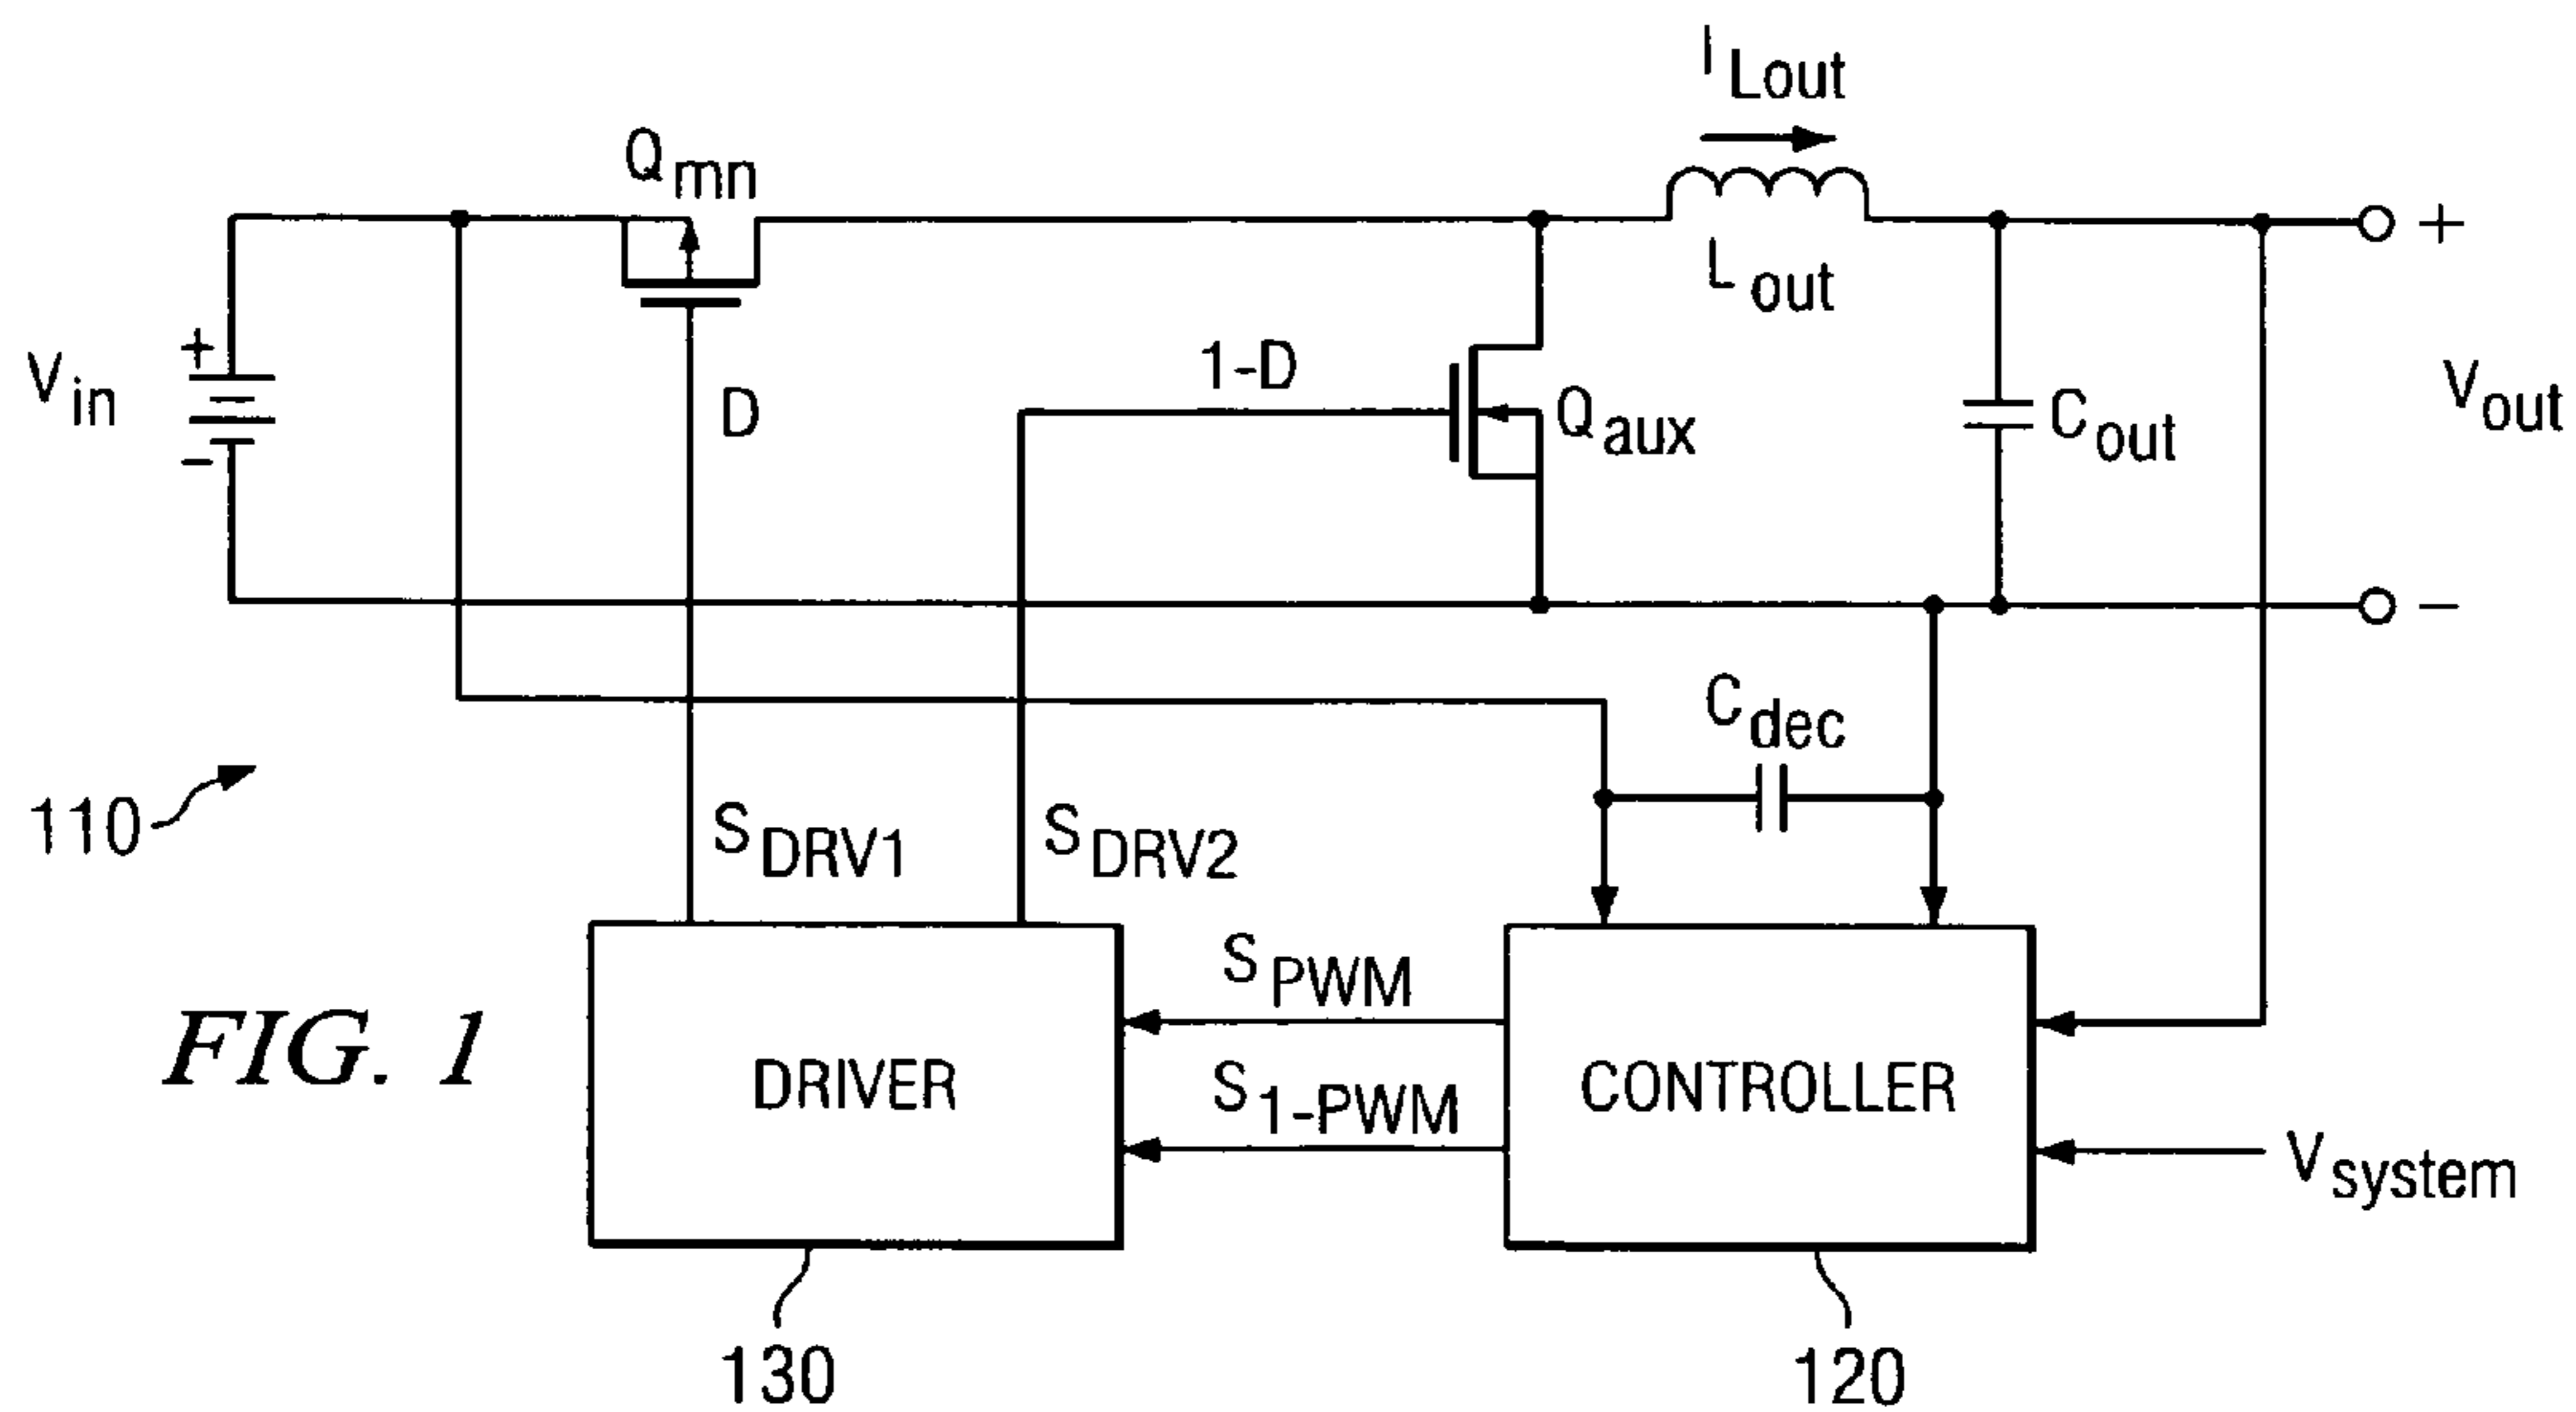 I Lout
Q mn
L out
+
V in
+
-
D
1-D
Q aux
C out
V out
-
C dec
110
S DRV1
S DRV2
S PWM
S 1-PWM
DRIVER
CONTROLLER
V system
FIG. 1
130
120